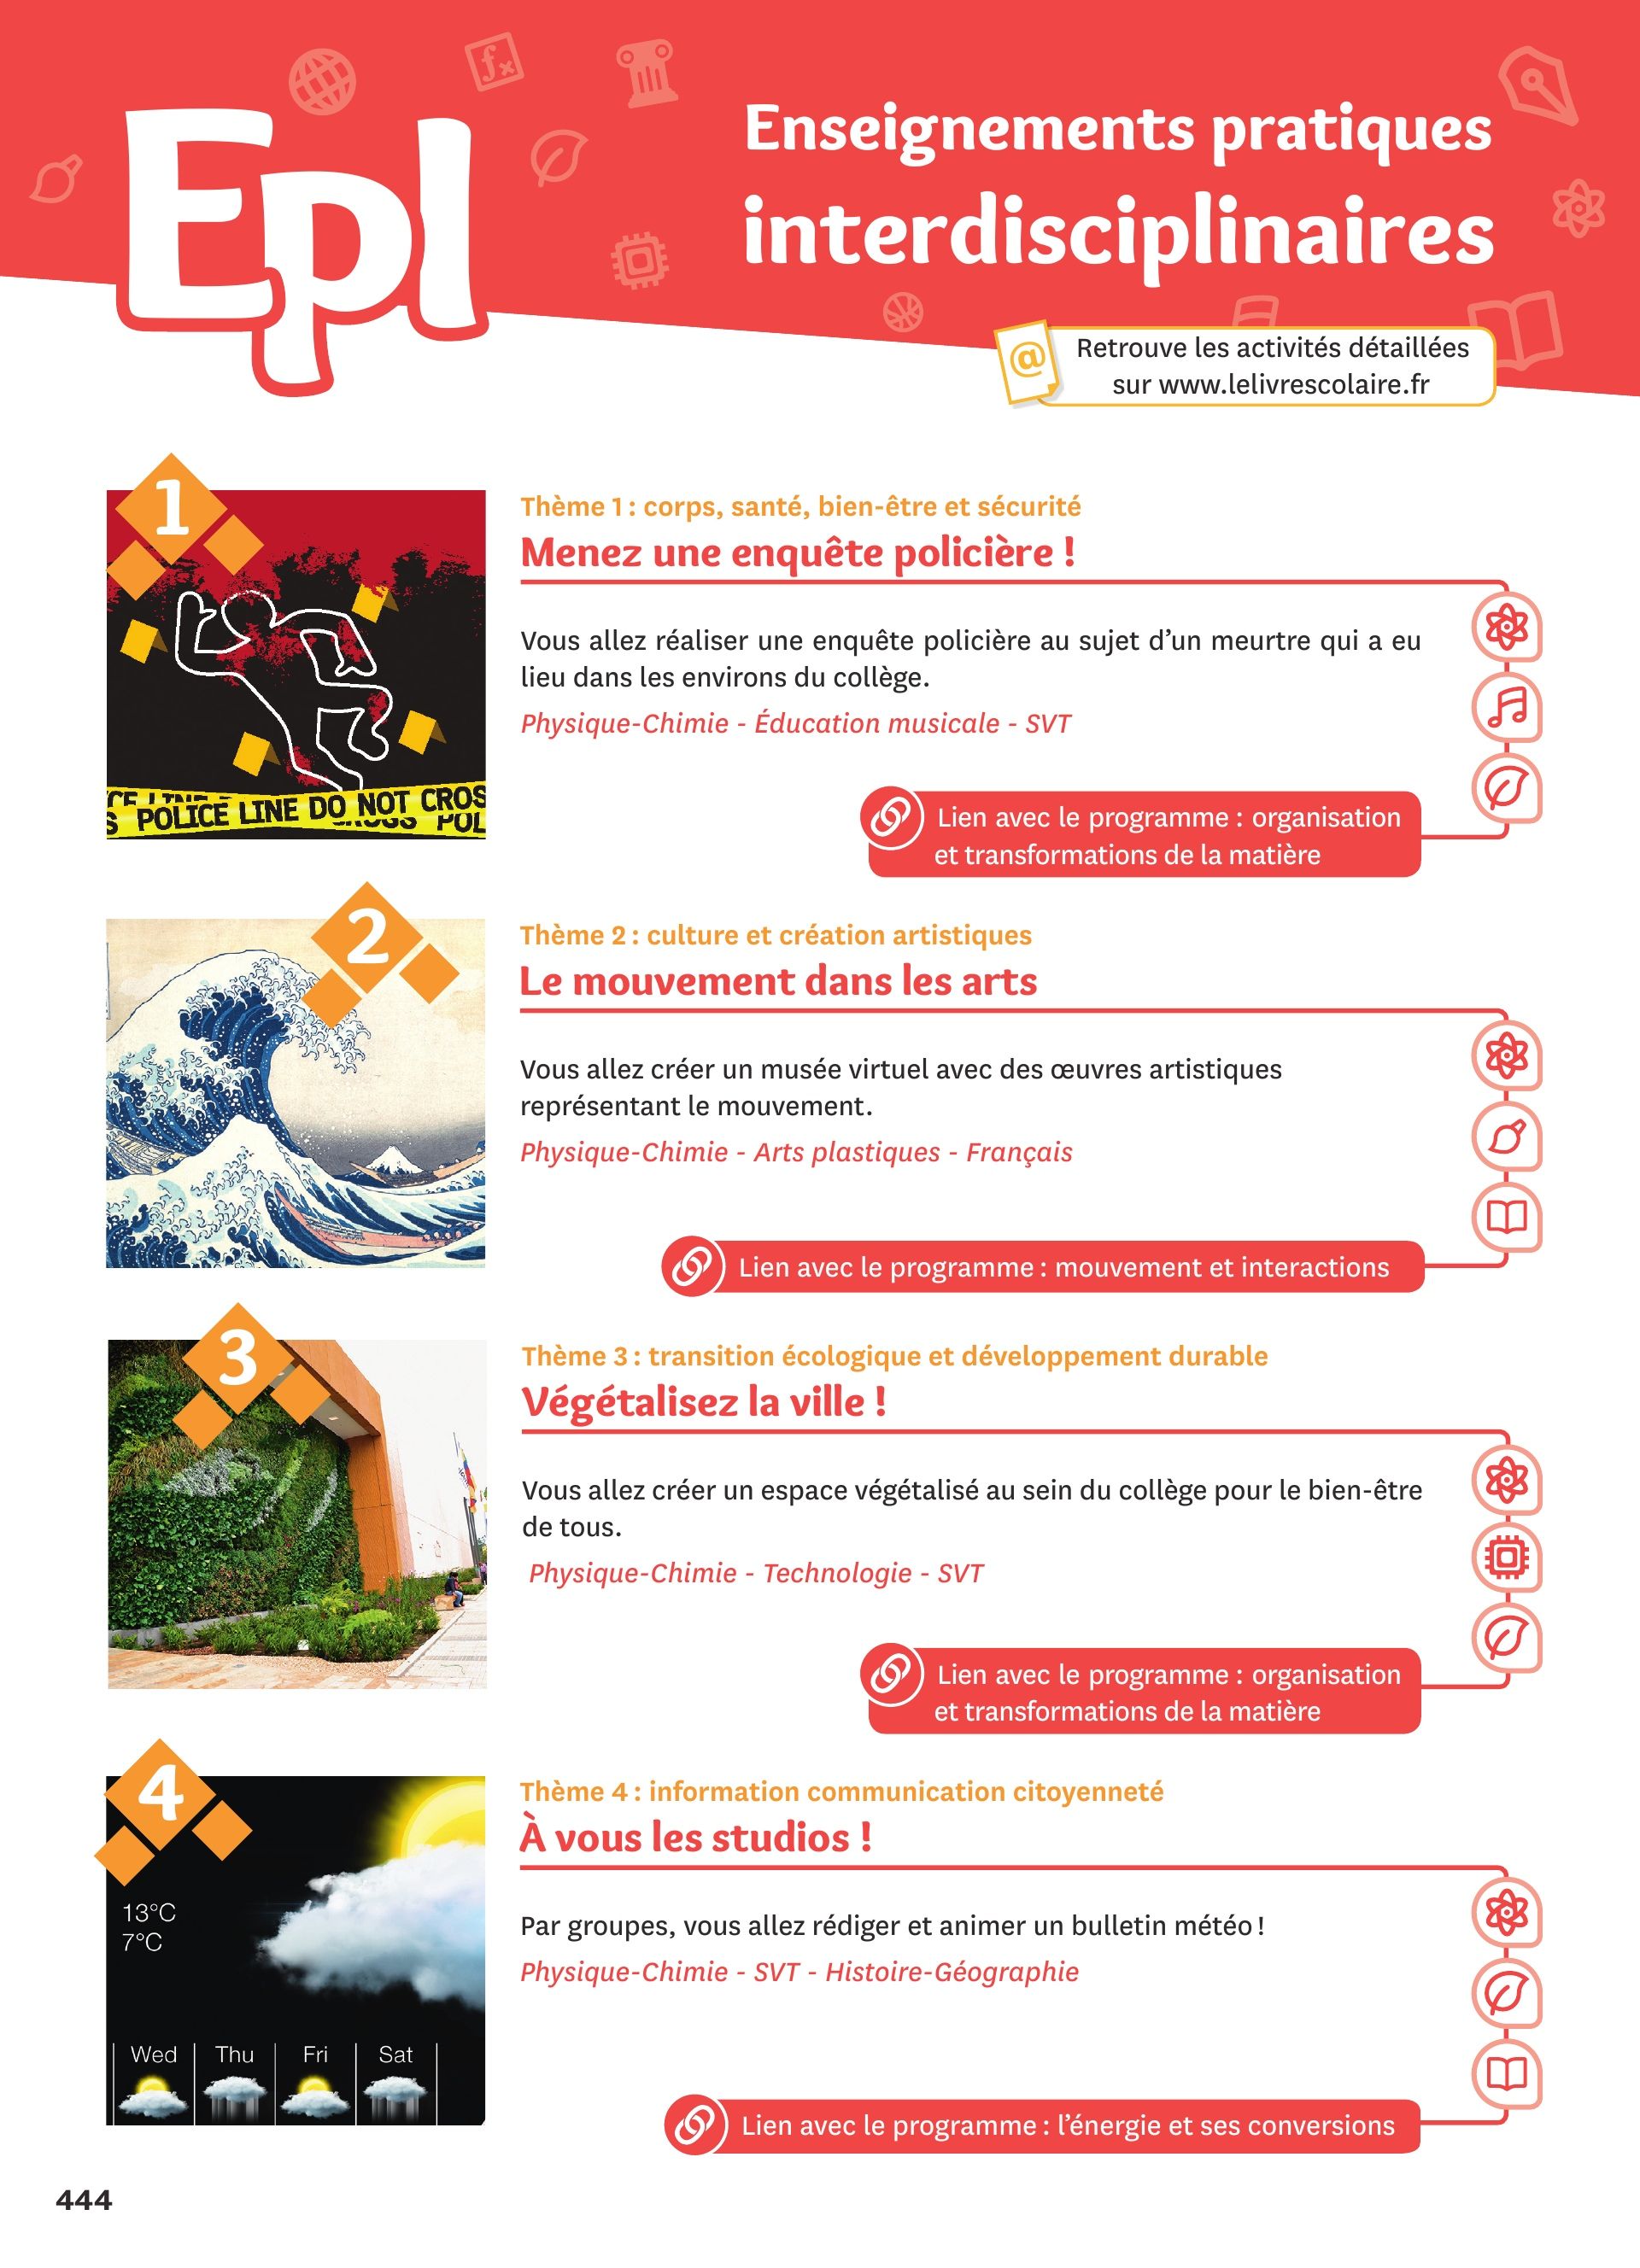 EpI
Enseignements pratiques
interdisciplinaires
@
Retrouve les activités détaillées
sur www.lelivrescolaire.fr
1
Thème 1 : corps, santé, bien-être et sécurité
Menez une enquête policière !
Vous allez réaliser une enquête policière au sujet d’un meurtre qui a eu
lieu dans les environs du collège.
Physique-Chimie - Éducation musicale - SVT
Lien avec le programme : organisation
et transformations de la matière
POLICE LINE DO NOT CROS
2
Thème 2 : culture et création artistiques
Le mouvement dans les arts
Vous allez créer un musée virtuel avec des œuvres artistiques
représentant le mouvement.
Physique-Chimie - Arts plastiques - Français
Lien avec le programme : mouvement et interactions
3
Thème 3 : transition écologique et développement durable
Végétalisez la ville !
Vous allez créer un espace végétalisé au sein du collège pour le bien-être
de tous.
Physique-Chimie - Technologie - SVT
Lien avec le programme : organisation
et transformations de la matière
4
Thème 4 : information communication citoyenneté
À vous les studios !
13°C
7°C
Par groupes, vous allez rédiger et animer un bulletin météo !
Physique-Chimie - SVT - Histoire-Géographie
Wed Thu Fri Sat
Lien avec le programme : l’énergie et ses conversions
444